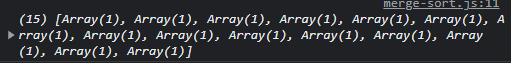 merge-sort.js:11
(15) [Array(1), Array(1), Array(1), Array(1), Array(1), Array(1), A
rray(1), Array(1), Array(1), Array(1), Array(1), Array(1), Array
(1), Array(1), Array(1)]